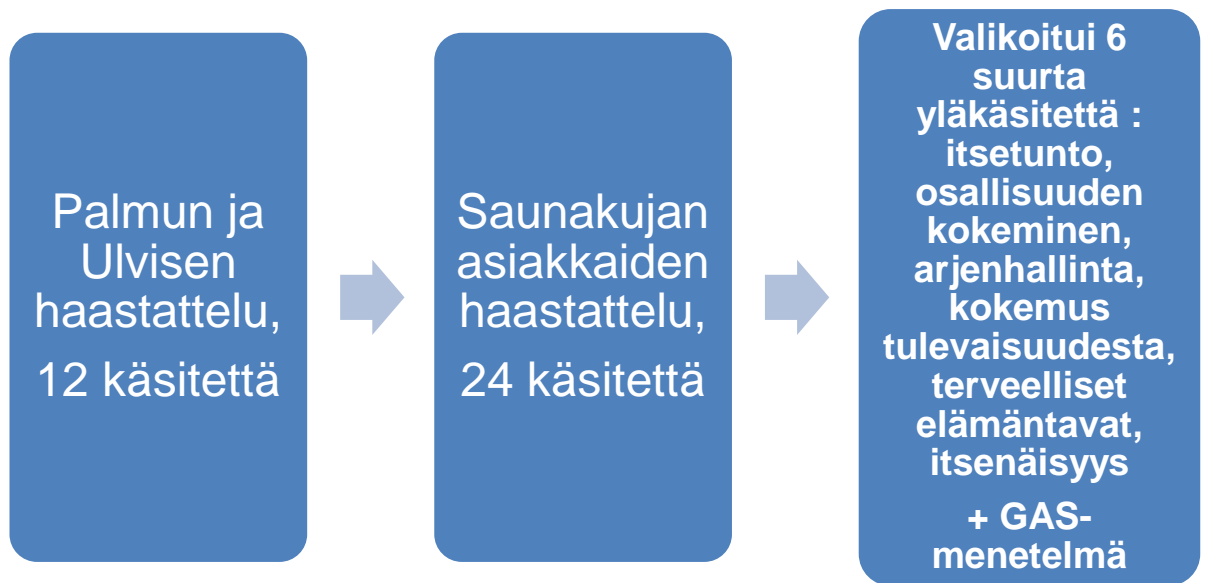 Palmun ja
Ulvisen
haastattelu,
12 käsitettä
Saunakujan
asiakkaiden
haastattelu,
24 käsitettä
Valikoitui 6
suurta
yläkäsitettä :
itsetunto,
osallisuuden
kokeminen,
arjenhallinta,
kokemus
tulevaisuudesta,
terveelliset
elämäntavat,
itsenäisyys
+ GAS-
menetelmä